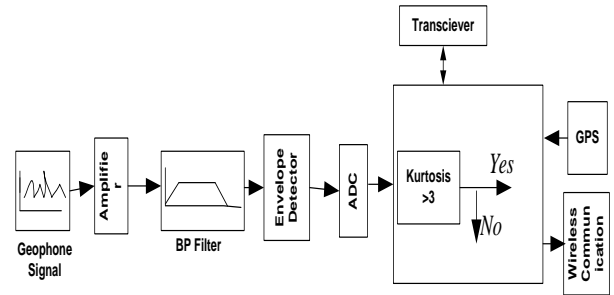 Transciever
Geophone
Signal
Amplifie
r
BP Filter
Envelope
Detector
ADC
Kurtosis
>3
Yes
No
GPS
Wireless
Commun
ication